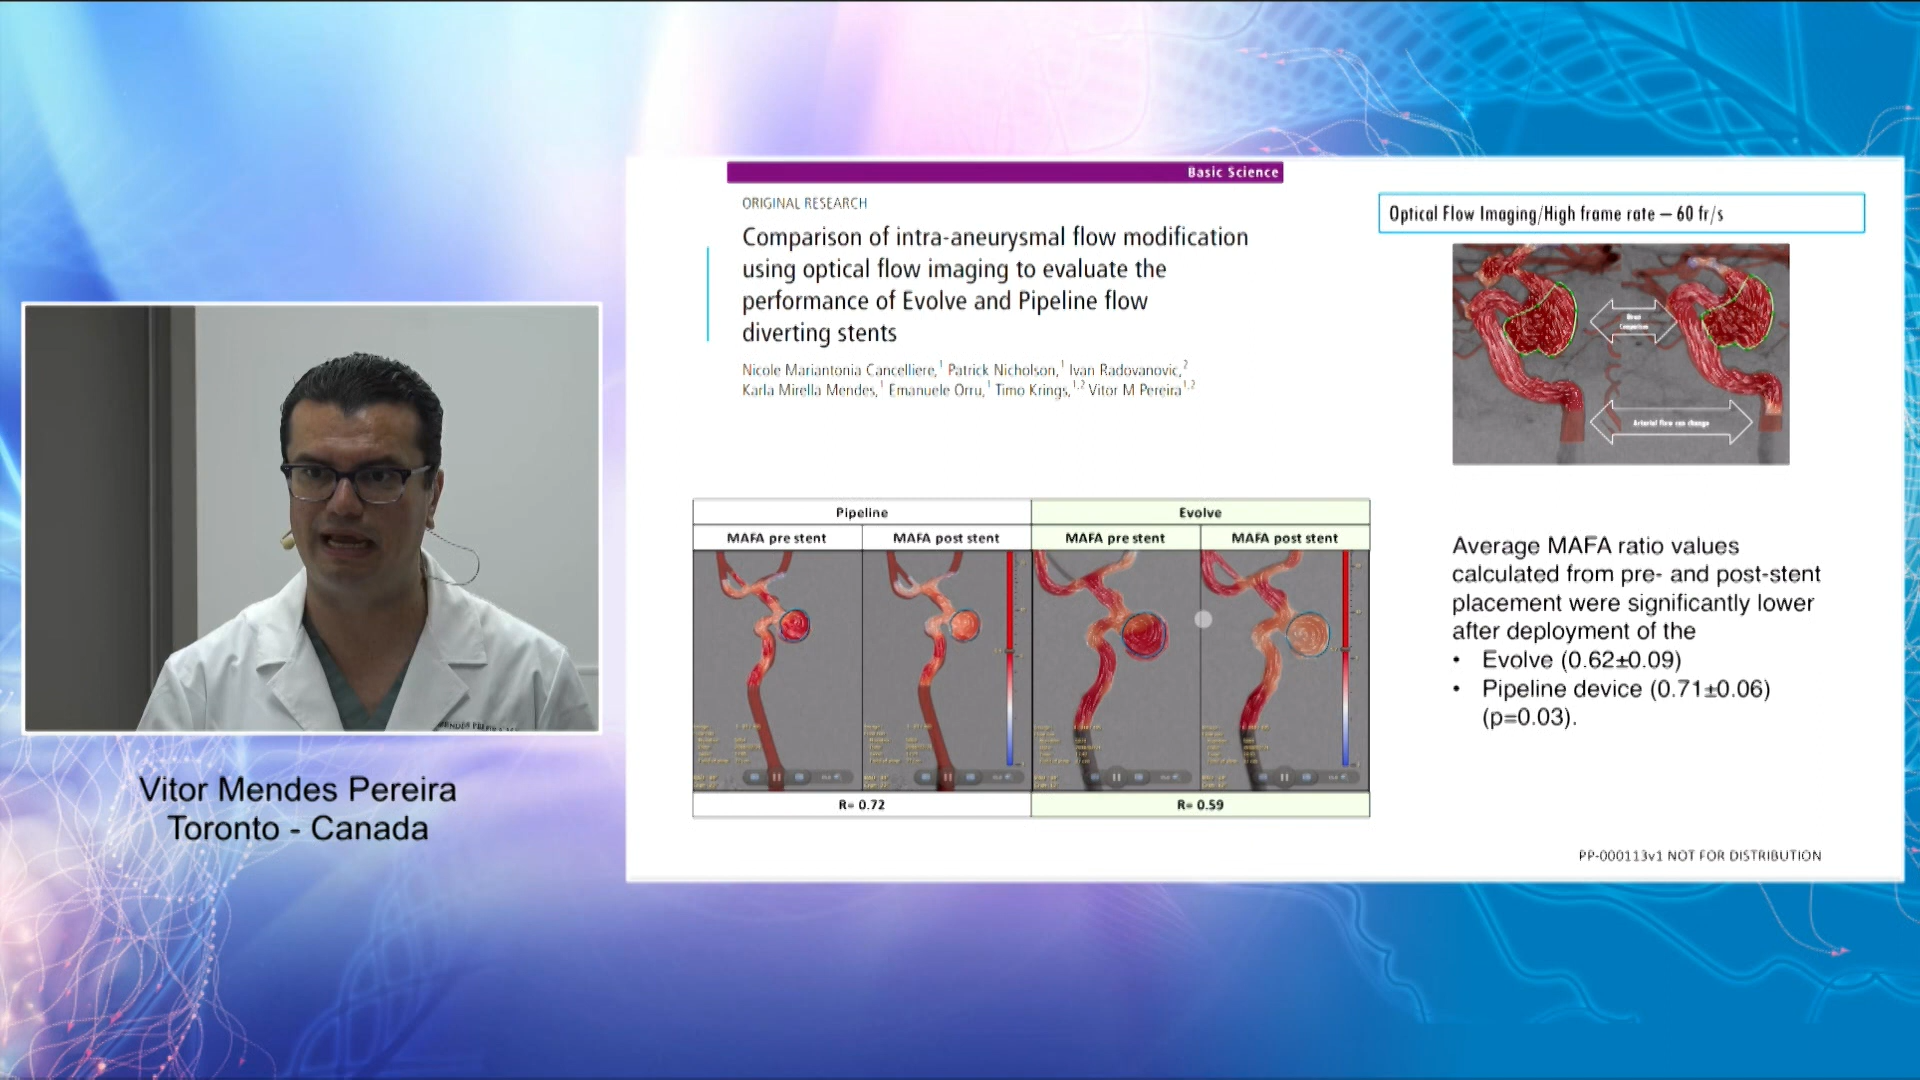 Basic Science
ORIGINAL RESEARCH
Comparison of intra-aneurysmal flow modification
using optical flow imaging to evaluate the
performance of Evolve and Pipeline flow
diverting stents
Nicole Mariantonia Cancelliere,1 Patrick Nicholson,1 Ivan Radovanovic,2
Karla Mirella Mendes,1 Emanuele Orru,1 Timo Krings,1,2 Vitor M Pereira1,2
Optical Flow Imaging/High frame rate – 60 fr/s
Direct
Comparison
Arterial flow can change
Pipeline
Evolve
MAFA pre stent
MAFA post stent
MAFA pre stent
MAFA post stent
R= 0.72
R= 0.59
Average MAFA ratio values
calculated from pre- and post-stent
placement were significantly lower
after deployment of the
• Evolve (0.62±0.09)
• Pipeline device (0.71±0.06)
(p=0.03).
PP-000113v1 NOT FOR DISTRIBUTION
Vitor Mendes Pereira
Toronto - Canada